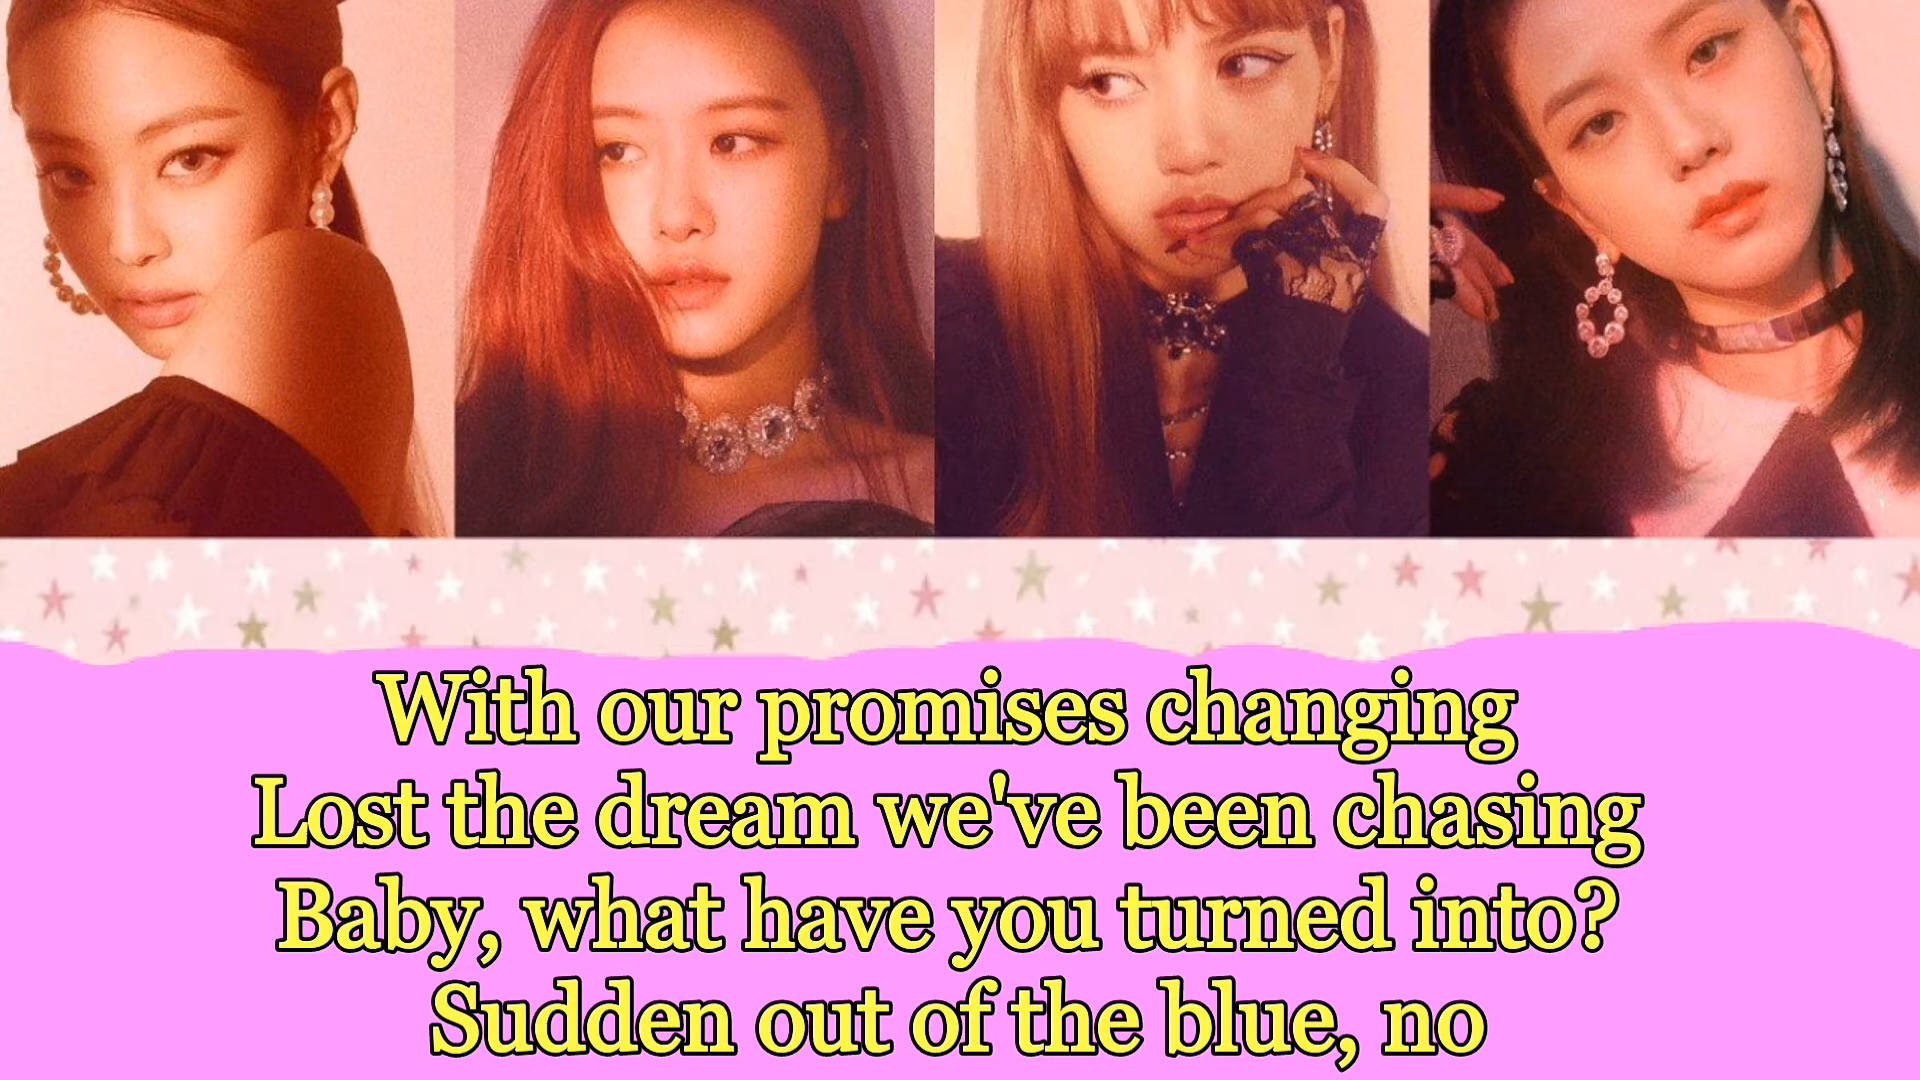 With our promises changing
Lost the dream we've been chasing
Baby, what have you turned into?
Sudden out of the blue, no